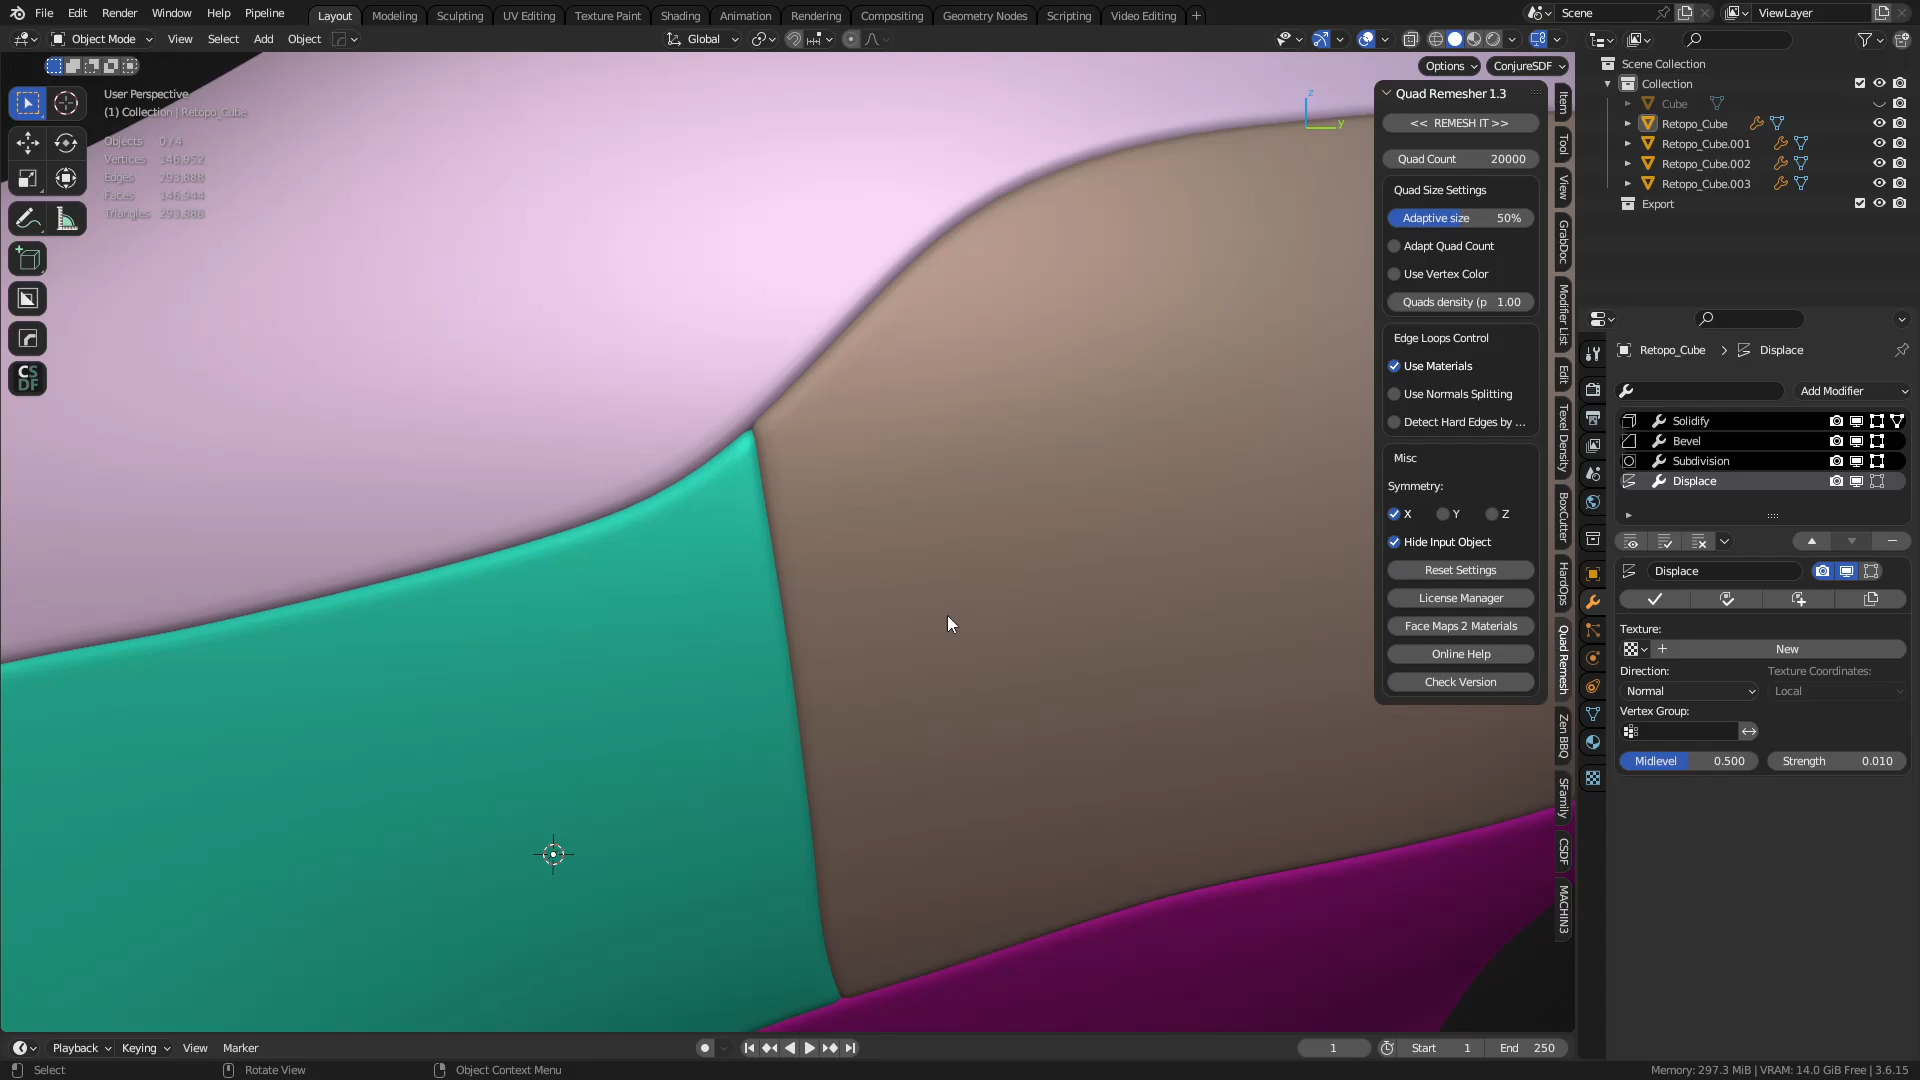 File Edit Render Window Help Pipeline
Layout Modeling Sculpting UV Editing Texture Paint Shading Animation Rendering Compositing Geometry Nodes Scripting Video Editing +
Scene ViewLayer
Object Mode View Select Add Object
Global
Options ConjureSDF
User Perspective
(1) Collection | Retopo_Cube
Objects 0 / 4
Vertices 146,952
Edges 293,888
Faces 146,944
Triangles 293,888
CS
DF
z
y
Quad Remesher 1.3
<< REMESH IT >>
Quad Count 20000
Quad Size Settings
Adaptive size 50%
Adapt Quad Count
Use Vertex Color
Quads density (p 1.00
Edge Loops Control
Use Materials
Use Normals Splitting
Detect Hard Edges by ...
Misc
Symmetry:
X Y Z
Hide Input Object
Reset Settings
License Manager
Face Maps 2 Materials
Online Help
Check Version
Item
Tool
View
GrabDoc
Modifier List
Edit
Texel Density
BoxCutter
HardOps
Quad Remesh
Zen BBQ
SFamily
CSDF
MACHIN3
Scene Collection
Collection
Cube
Retopo_Cube
Retopo_Cube.001
Retopo_Cube.002
Retopo_Cube.003
Export
Retopo_Cube > Displace
Add Modifier
Solidify
Bevel
Subdivision
Displace
Displace
Texture:
New
Direction: Texture Coordinates:
Normal Local
Vertex Group:
Midlevel 0.500 Strength 0.010
Playback Keying View Marker
1 Start 1 End 250
Select Rotate View Object Context Menu
Memory: 297.3 MiB | VRAM: 14.0 GiB Free | 3.6.15